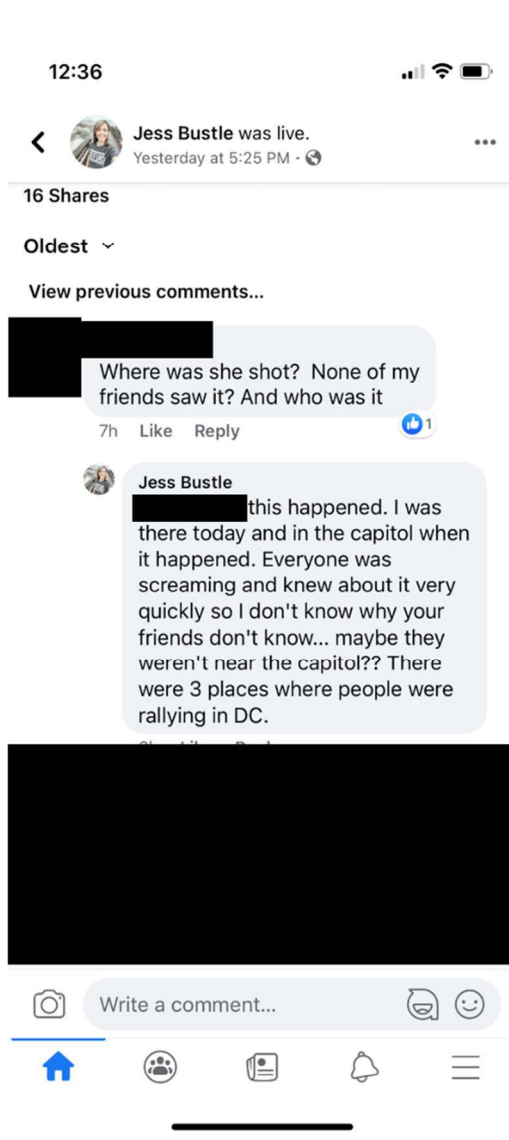 12:36
Jess Bustle was live.
Yesterday at 5:25 PM ·
16 Shares
Oldest
View previous comments...
Where was she shot?  None of my
friends saw it? And who was it
7h Like Reply
1
Jess Bustle
this happened. I was
there today and in the capitol when
it happened. Everyone was
screaming and knew about it very
quickly so I don't know why your
friends don't know... maybe they
weren't near the capitol?? There
were 3 places where people were
rallying in DC.
Write a comment...